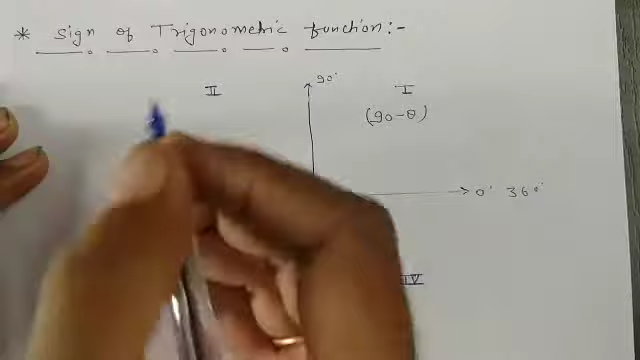 * Sign of Trigonometric function:-
90°
II I
(90-θ)
0° 360°
IV